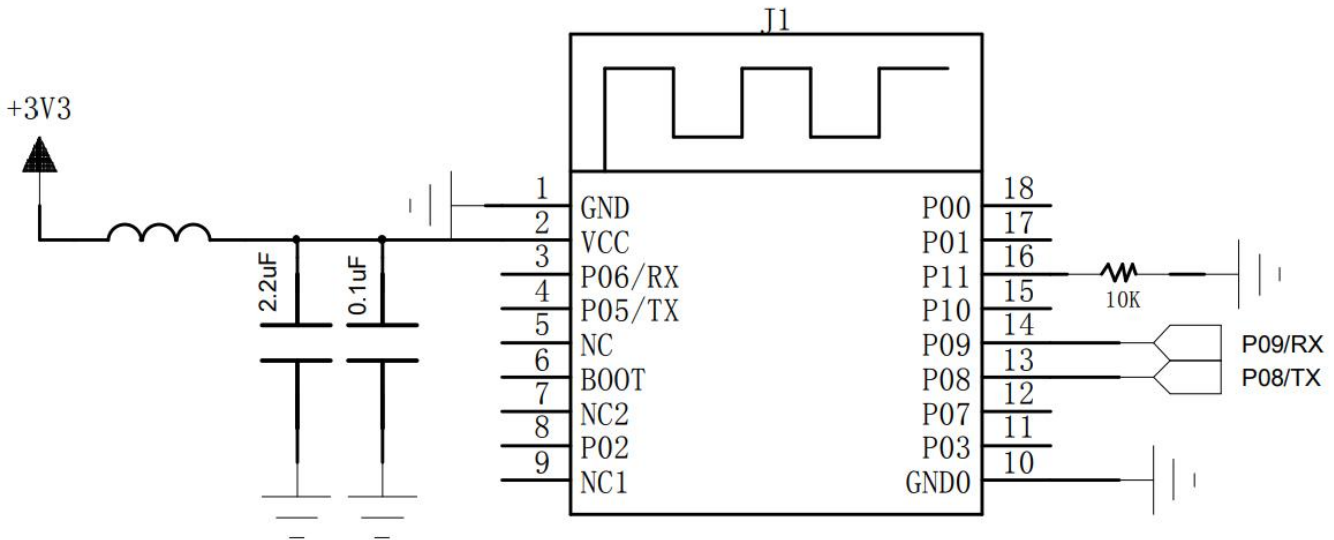 J1
+3V3
2.2uF
0.1uF
1 GND
2 VCC
3 P06/RX
4 P05/TX
5 NC
6 BOOT
7 NC2
8 P02
9 NC1
18 P00
17 P01
16 P11
10K
15 P10
14 P09
P09/RX
13 P08
P08/TX
12 P07
11 P03
10 GND0